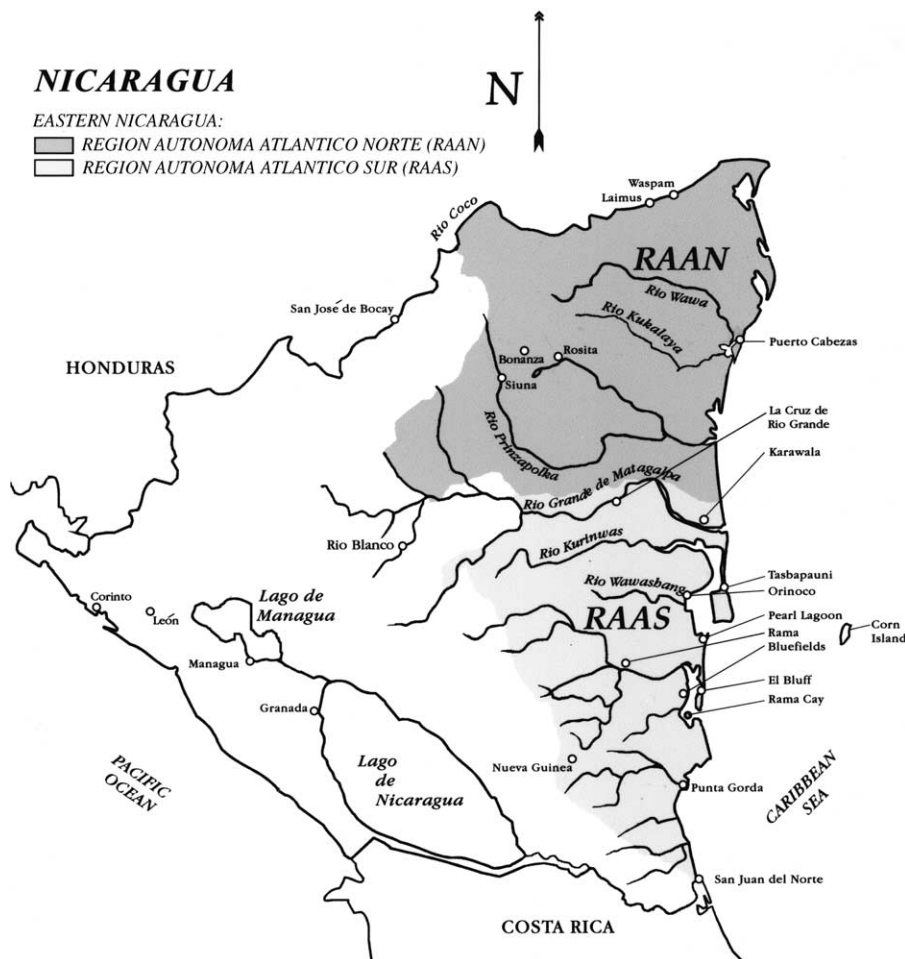 NICARAGUA
N
EASTERN NICARAGUA:
REGION AUTONOMA ATLANTICO NORTE (RAAN)
REGION AUTONOMA ATLANTICO SUR (RAAS)
Waspam
Laimus
Rio Coco
RAAN
Rio Wawa
San José de Bocay
Rio Kukalaya
Puerto Cabezas
HONDURAS
Bonanza
Rosita
Siuna
La Cruz de
Rio Grande
Rio Prinzapolka
Karawala
Rio Grande de Matagalpa
Rio Blanco
Rio Kurinwas
Tasbapauni
Rio Wawashang
Orinoco
Corinto
León
Lago de
Managua
RAAS
Pearl Lagoon
Rama
Bluefields
Corn
Island
Managua
El Bluff
Rama Cay
Granada
Lago
de
Nicaragua
Nueva Guinea
PACIFIC
OCEAN
Punta Gorda
CARIBBEAN
SEA
San Juan del Norte
COSTA RICA